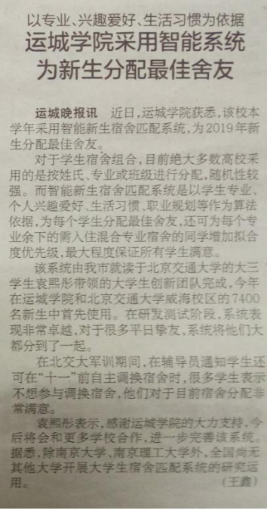 以专业、兴趣爱好、生活习惯为依据
运城学院采用智能系统
为新生分配最佳舍友
运城晚报讯 近日,运城学院获悉,该校本
学年采用智能新生宿舍匹配系统,为2019年新
生分配最佳舍友。
对于学生宿舍组合,目前绝大多数高校采
用的是按姓氏、专业或班级进行分配,随机性较
强。而智能新生宿舍匹配系统是以学生专业、
个人兴趣爱好、生活习惯、职业规划等作为算法
依据,为每个学生分配最佳舍友,还可为每个专
业余下的需入住混合专业宿舍的同学增加拟合
度优先级,最大程度保证所有学生满意。
该系统由我市就读于北京交通大学的大三
学生袁熙彤带领的大学生创新团队完成,今年
在运城学院和北京交通大学威海校区的7400
名新生中首先使用。在研发测试阶段,系统表
现非常卓越,对于很多平日挚友,系统将他们大
都分到了一起。
在北交大军训期间,在辅导员通知学生还
可在“十一”前自主调换宿舍时,很多学生表示
不想参与调换宿舍,他们对于目前宿舍分配非
常满意。
袁熙彤表示,感谢运城学院的大力支持,今
后将会和更多学校合作,进一步完善该系统。
据悉,除南京大学、南京理工大学外,全国尚无
其他大学开展大学生宿舍匹配系统的研究运
用。 (王鑫)